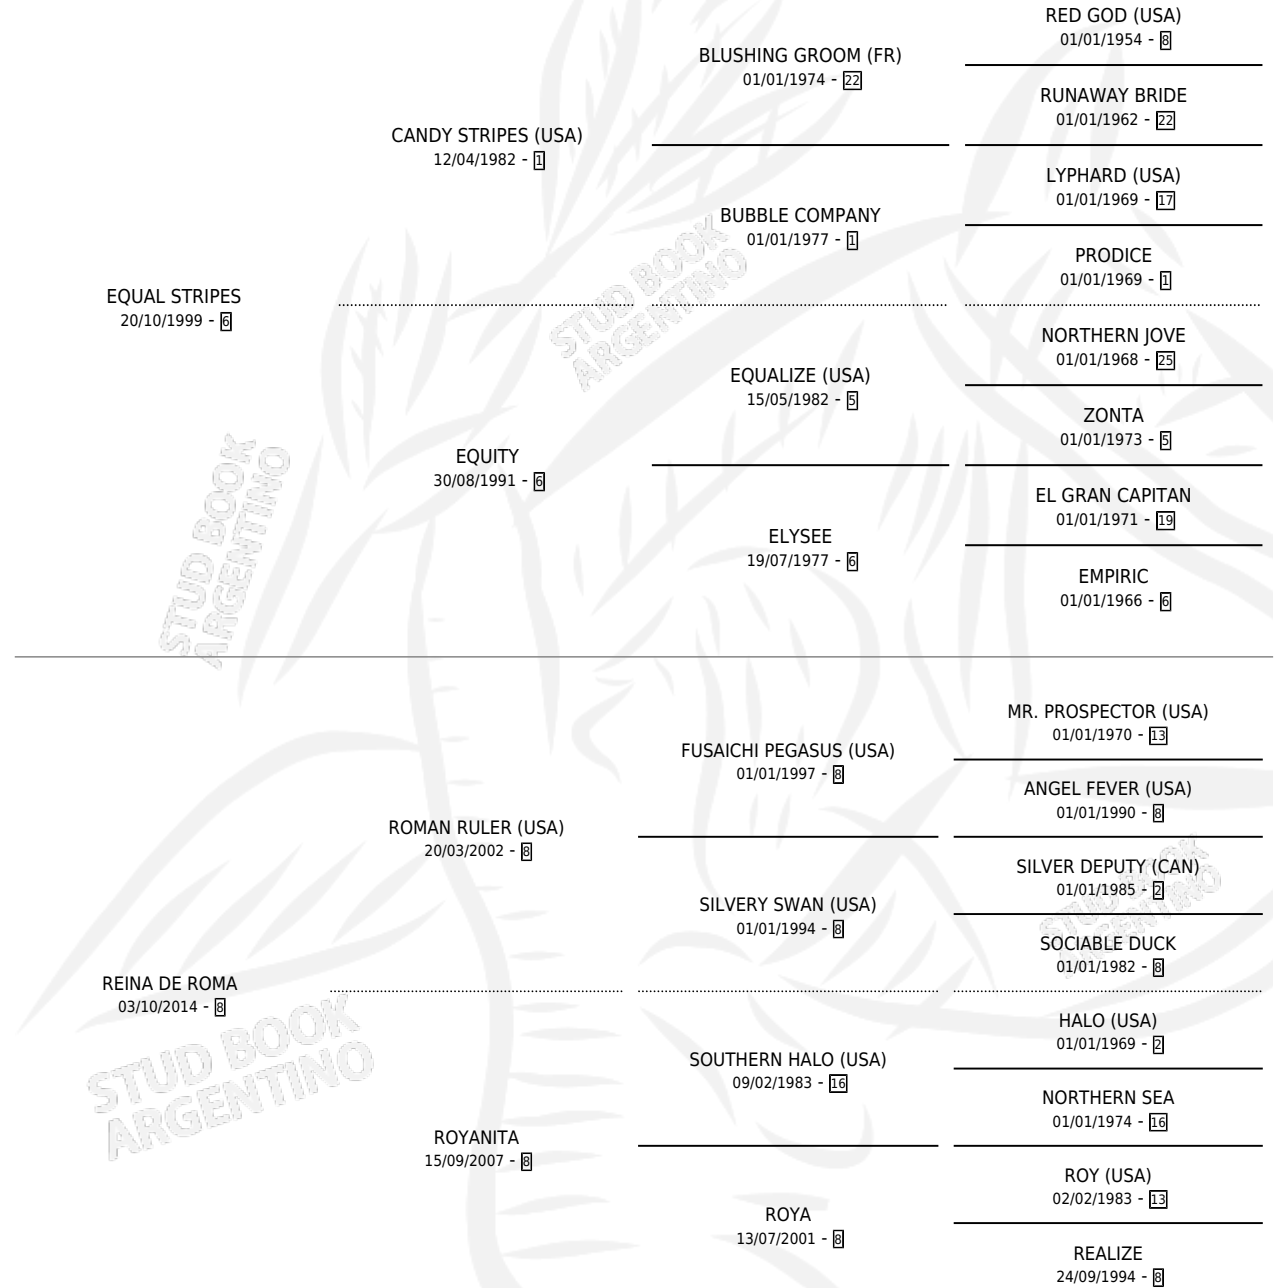 RED GOD (USA)
01/01/1954 - 8
BLUSHING GROOM (FR)
01/01/1974 - 22
RUNAWAY BRIDE
01/01/1962 - 22
CANDY STRIPES (USA)
12/04/1982 - 1
LYPHARD (USA)
01/01/1969 - 17
BUBBLE COMPANY
01/01/1977 - 1
PRODICE
01/01/1969 - 1
EQUAL STRIPES
20/10/1999 - 6
STUD BOOK
ARGENTINO
NORTHERN JOVE
01/01/1968 - 25
EQUALIZE (USA)
15/05/1982 - 5
ZONTA
01/01/1973 - 5
EQUITY
30/08/1991 - 6
EL GRAN CAPITAN
01/01/1971 - 19
ELYSEE
19/07/1977 - 6
EMPIRIC
01/01/1966 - 6
STUD BOOK
ARGENTINO
MR. PROSPECTOR (USA)
01/01/1970 - 13
FUSAICHI PEGASUS (USA)
01/01/1997 - 8
ANGEL FEVER (USA)
01/01/1990 - 8
ROMAN RULER (USA)
20/03/2002 - 8
SILVER DEPUTY (CAN)
01/01/1985 - 2
SILVERY SWAN (USA)
01/01/1994 - 8
STUD BOOK
ARGENTINO
SOCIABLE DUCK
01/01/1982 - 8
REINA DE ROMA
03/10/2014 - 8
STUD BOOK
ARGENTINO
HALO (USA)
01/01/1969 - 2
SOUTHERN HALO (USA)
09/02/1983 - 16
NORTHERN SEA
01/01/1974 - 16
ROYANITA
15/09/2007 - 8
ROY (USA)
02/02/1983 - 13
ROYA
13/07/2001 - 8
REALIZE
24/09/1994 - 8